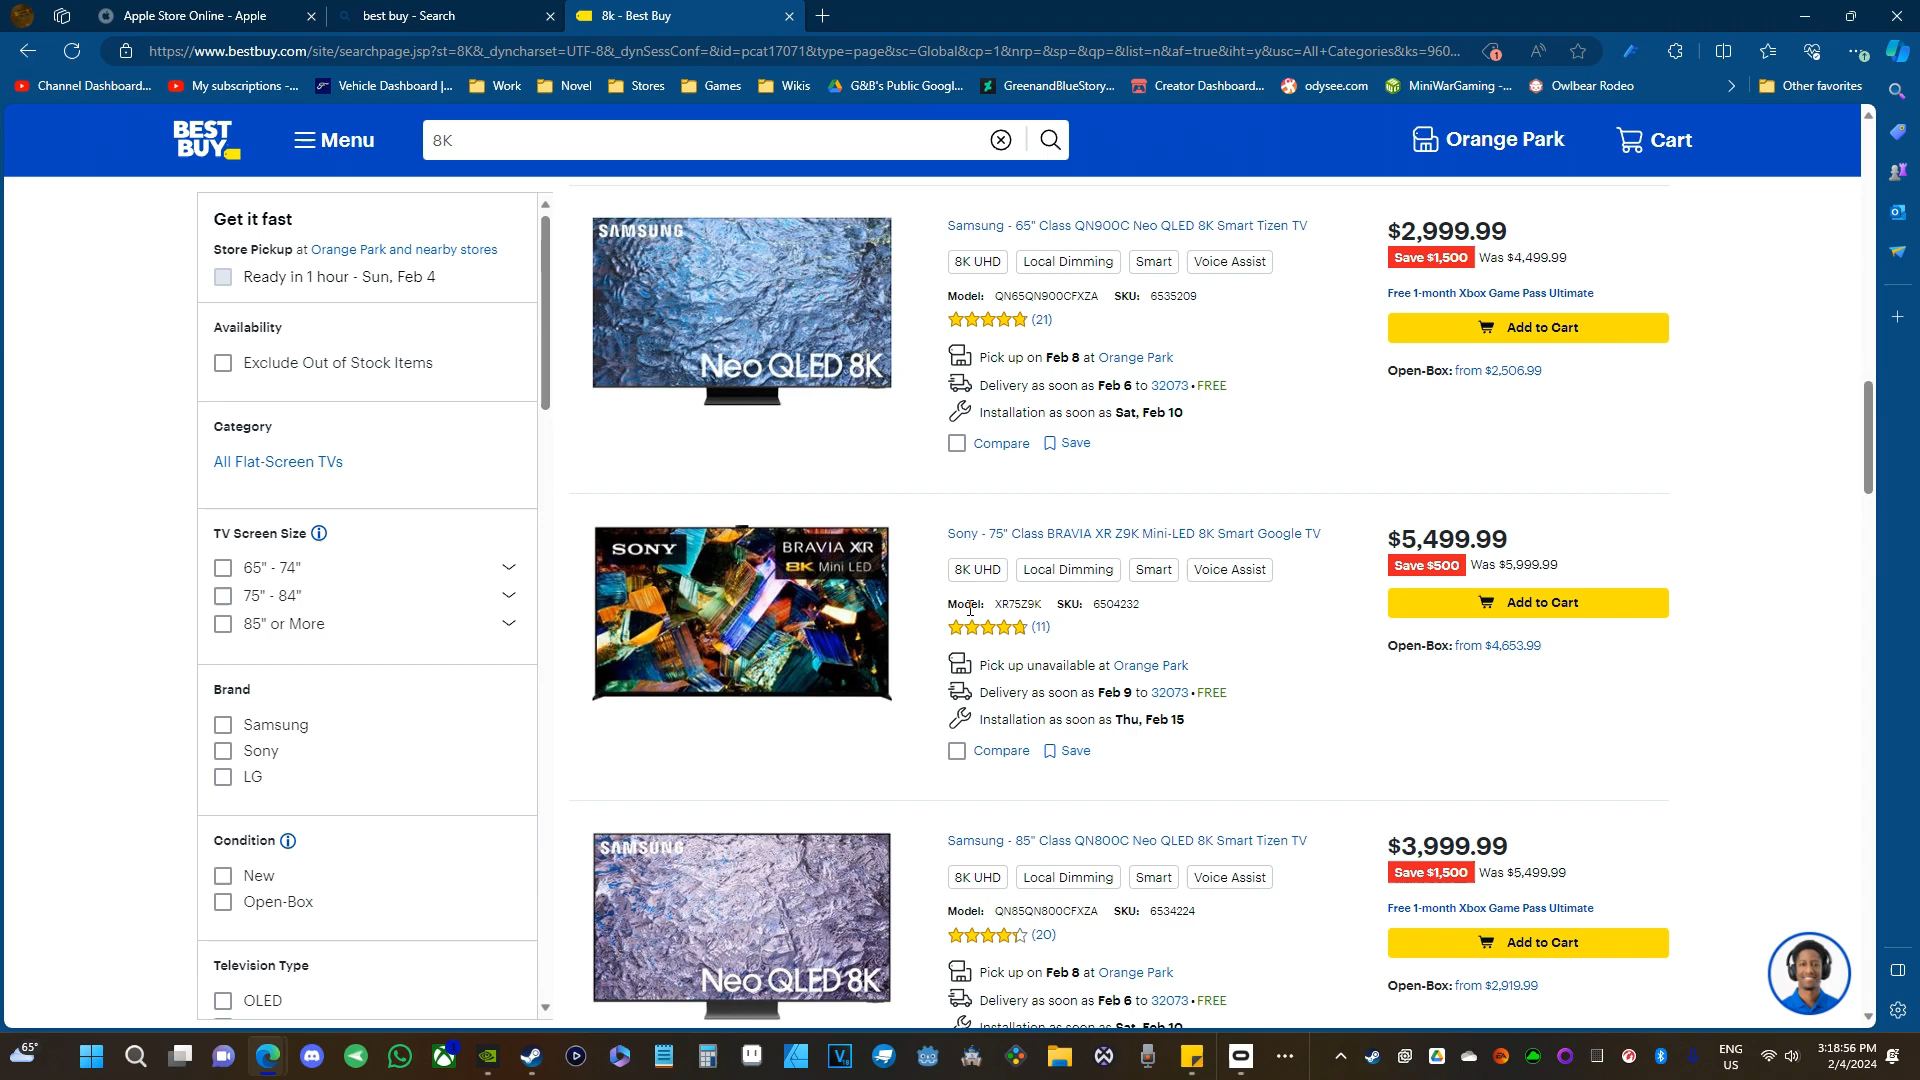 Apple Store Online - Apple
best buy - Search
8k - Best Buy
https://www.bestbuy.com/site/searchpage.jsp?st=8K&_dyncharset=UTF-8&_dynSessConf=&id=pcat17071&type=page&sc=Global&cp=1&nrp=&sp=&qp=&list=n&af=true&iht=y&usc=All+Categories&ks=960...
1
Channel Dashboard...
My subscriptions -...
Vehicle Dashboard |...
Work
Novel
Stores
Games
Wikis
G&B's Public Googl...
GreenandBlueStory...
Creator Dashboard...
odysee.com
MiniWarGaming -...
Owlbear Rodeo
Other favorites
BEST BUY
Menu
8K
Orange Park
Cart
Get it fast
Store Pickup at Orange Park and nearby stores
Ready in 1 hour - Sun, Feb 4
Availability
Exclude Out of Stock Items
Category
All Flat-Screen TVs
TV Screen Size
65" - 74"
75" - 84"
85" or More
Brand
Samsung
Sony
LG
Condition
New
Open-Box
Television Type
OLED
SAMSUNG
Neo QLED 8K
Samsung - 65" Class QN900C Neo QLED 8K Smart Tizen TV
8K UHD
Local Dimming
Smart
Voice Assist
Model: QN65QN900CFXZA SKU: 6535209
(21)
Pick up on Feb 8 at Orange Park
Delivery as soon as Feb 6 to 32073 • FREE
Installation as soon as Sat, Feb 10
Compare
Save
$2,999.99
Save $1,500 Was $4,499.99
Free 1-month Xbox Game Pass Ultimate
Add to Cart
Open-Box: from $2,506.99
SONY
BRAVIA XR
8K Mini LED
Sony - 75" Class BRAVIA XR Z9K Mini-LED 8K Smart Google TV
8K UHD
Local Dimming
Smart
Voice Assist
Model: XR75Z9K SKU: 6504232
(11)
Pick up unavailable at Orange Park
Delivery as soon as Feb 9 to 32073 • FREE
Installation as soon as Thu, Feb 15
Compare
Save
$5,499.99
Save $500 Was $5,999.99
Add to Cart
Open-Box: from $4,653.99
SAMSUNG
Neo QLED 8K
Samsung - 85" Class QN800C Neo QLED 8K Smart Tizen TV
8K UHD
Local Dimming
Smart
Voice Assist
Model: QN85QN800CFXZA SKU: 6534224
(20)
Pick up on Feb 8 at Orange Park
Delivery as soon as Feb 6 to 32073 • FREE
Installation as soon as Sat, Feb 10
$3,999.99
Save $1,500 Was $5,499.99
Free 1-month Xbox Game Pass Ultimate
Add to Cart
Open-Box: from $2,919.99
65°
ENG
US
3:18:56 PM
2/4/2024